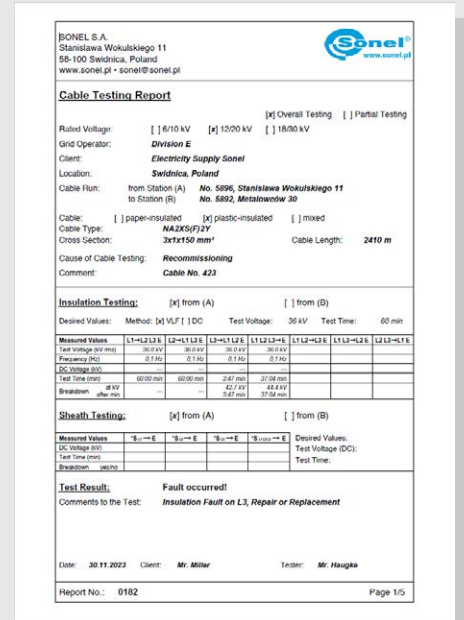 SONEL S.A.
Stanisława Wokulskiego 11
58-100 Swidnica, Poland
www.sonel.pl • sonel@sonel.pl
Sonel®
www.sonel.pl
Cable Testing Report
[x] Overall Testing [ ] Partial Testing
Rated Voltage: [ ] 6/10 kV [x] 12/20 kV [ ] 18/30 kV
Grid Operator: Division E
Client: Electricity Supply Sonel
Location: Swidnica, Poland
Cable Run: from Station (A) No. 5896, Stanislawa Wokulskiego 11
to Station (B) No. 5892, Metalowców 30
Cable: [ ] paper-insulated [x] plastic-insulated [ ] mixed
Cable Type: NA2XS(F)2Y
Cross Section: 3x1x150 mm² Cable Length: 2410 m
Cause of Cable Testing: Recommissioning
Comment: Cable No. 423
Insulation Testing: [x] from (A) [ ] from (B)
Desired Values: Method: [x] VLF [ ] DC Test Voltage: 36 kV Test Time: 60 min
Measured Values L1→L2 L3 E L2→L1 L3 E L3→L1 L2 E L1 L2 L3→ E L1 L2→L3 E L1 L3→L2 E L2 L3→L1 E
Test Voltage (kV rms) 36.0 kV 36.0 kV 36.0 kV
Frequency (Hz) 0,1 Hz 0,1 Hz 0,1 Hz 0,1 Hz
DC Voltage (kV) --- --- --- ---
Test Time (min) 60:00 min 60:00 min 3:47 min 37:04 min
Breakdown at kV --- --- 42.7 kV 44.4 kV
after min 3:47 min 37:04 min
Sheath Testing: [x] from (A) [ ] from (B)
Measured Values Desired Values:
DC Voltage (kV) Test Voltage (DC):
Test Time (min) Test Time:
Breakdown yes/no
Test Result: Fault occurred!
Comments to the Test: Insulation Fault on L3, Repair or Replacement
Date: 30.11.2023 Client: Mr. Miller Tester: Mr. Haugke
Report No.: 0182 Page 1/5